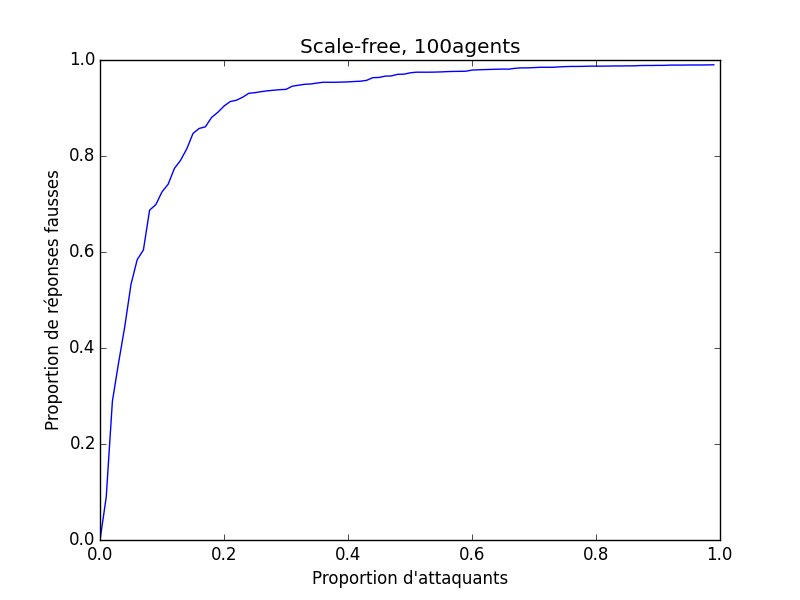 Scale-free, 100agents
1.0
0.8
0.6
0.4
0.2
0.0
Proportion de réponses fausses
0.0 0.2 0.4 0.6 0.8 1.0
Proportion d'attaquants